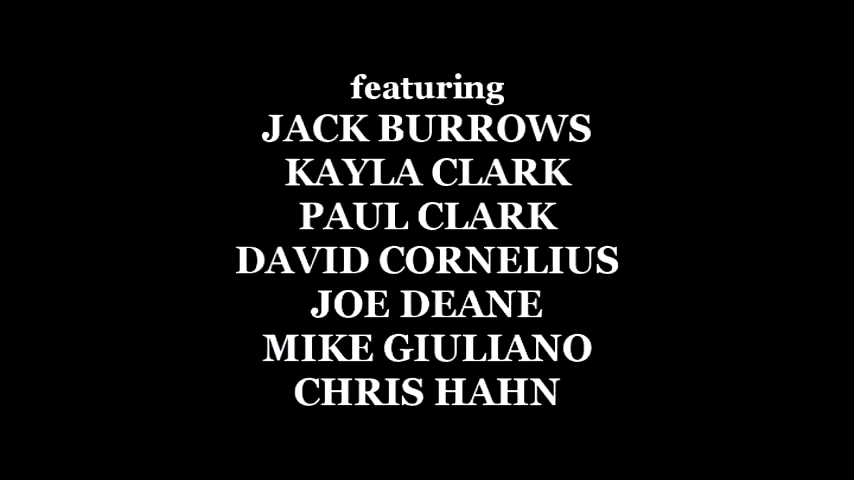 featuring
JACK BURROWS
KAYLA CLARK
PAUL CLARK
DAVID CORNELIUS
JOE DEANE
MIKE GIULIANO
CHRIS HAHN